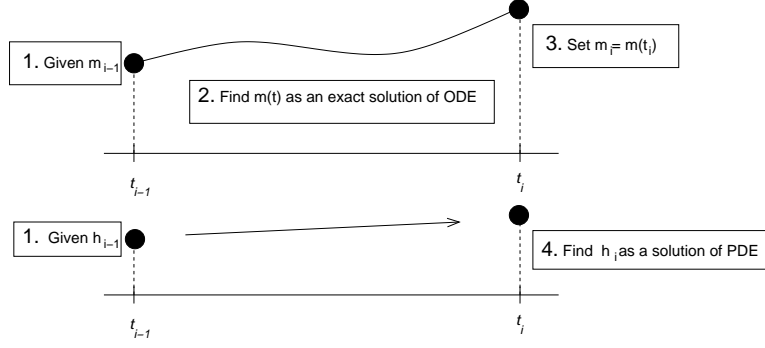 1. Given m i−1
3. Set m i = m(t i )
2. Find m(t) as an exact solution of ODE
t i−1
t i
1. Given h i−1
4. Find h i as a solution of PDE
t i−1
t i